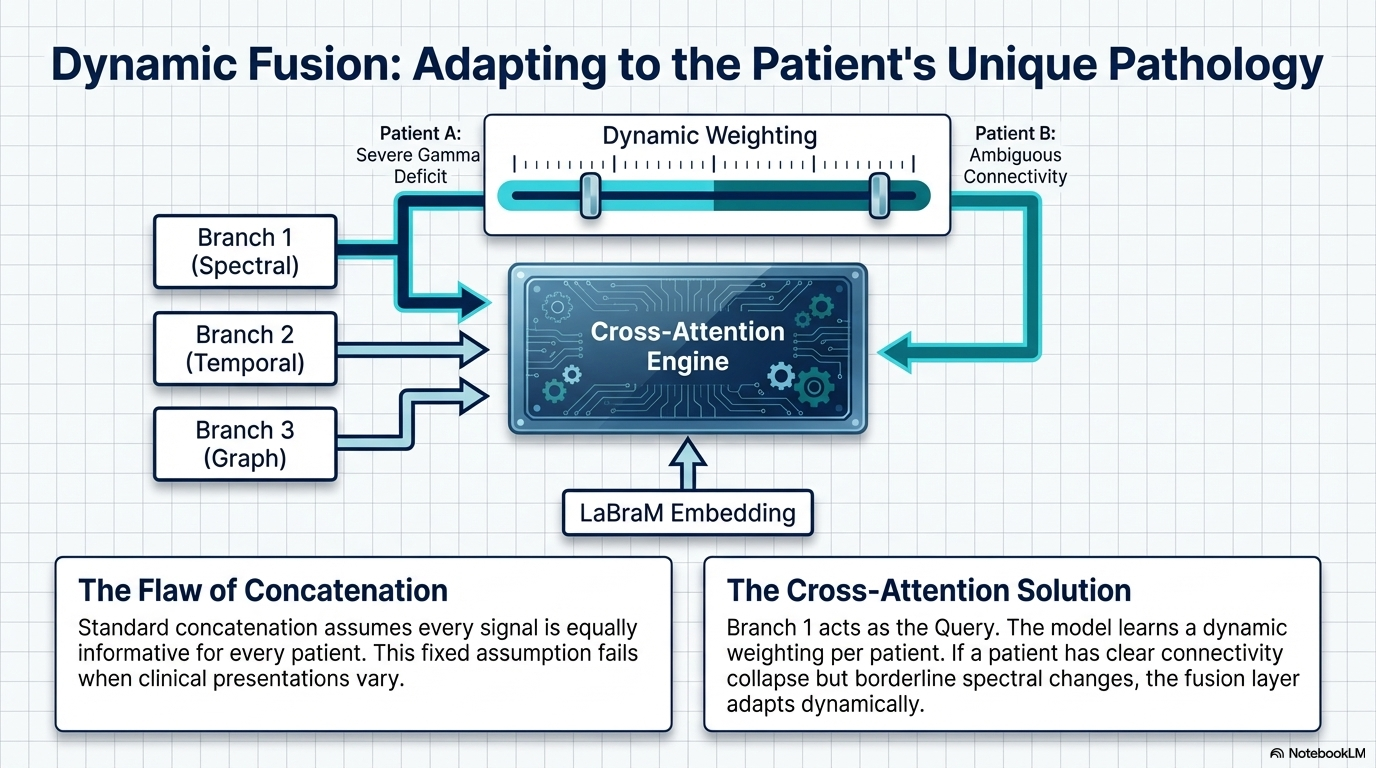 Dynamic Fusion: Adapting to the Patient's Unique Pathology
Patient A:
Severe Gamma
Deficit
Dynamic Weighting
Patient B:
Ambiguous
Connectivity
Branch 1
(Spectral)
Branch 2
(Temporal)
Branch 3
(Graph)
Cross-Attention
Engine
LaBraM Embedding
The Flaw of Concatenation
Standard concatenation assumes every signal is equally
informative for every patient. This fixed assumption fails
when clinical presentations vary.
The Cross-Attention Solution
Branch 1 acts as the Query. The model learns a dynamic
weighting per patient. If a patient has clear connectivity
collapse but borderline spectral changes, the fusion layer
adapts dynamically.
NotebookLM